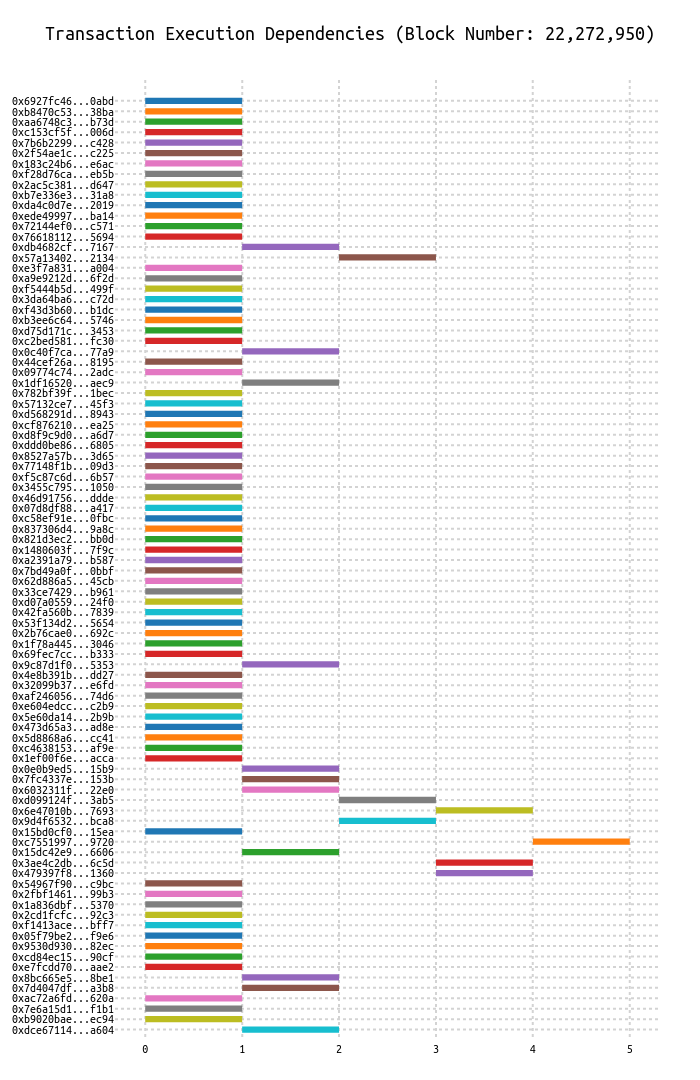 Transaction Execution Dependencies (Block Number: 22,272,950)
0x6927fc46...0abd
0xb8470c53...38ba
0xaa6748c3...b73d
0xc153cf5f...006d
0x7b6b2299...c428
0x2f54ae1c...c225
0x183c24b6...e6ac
0xf28d76ca...eb5b
0x2ac5c381...d647
0xb7e336e3...31a8
0xda4c0d7e...2019
0xede49997...ba14
0x72144ef0...c571
0x76618112...5694
0xdb4682cf...7167
0x57a13402...2134
0xe3f7a831...a004
0xa9e9212d...6f2d
0xf5444b5d...499f
0x3da64ba6...c72d
0xf43d3b60...b1dc
0xb3ee6c64...5746
0xd75d171c...3453
0xc2bed581...fc30
0x0c40f7ca...77a9
0x44cef26a...8195
0x09774c74...2adc
0x1df16520...aec9
0x782bf39f...1bec
0x57132ce7...45f3
0xd568291d...8943
0xcf876210...ea25
0xd8f9c9d0...a6d7
0xddd0be86...6805
0x8527a57b...3d65
0x77148f1b...09d3
0xf5c87c6d...6b57
0x3455c795...1050
0x46d91756...ddde
0x07d8df88...a417
0xc58ef91e...0fbc
0x837306d4...9a8c
0x821d3ec2...bb0d
0x1480603f...7f9c
0xa2391a79...b587
0x7bd49a0f...0bbf
0x62d886a5...45cb
0x33ce7429...b961
0xd07a0559...24f0
0x42fa560b...7839
0x53f134d2...5654
0x2b76cae0...692c
0x1f78a445...3046
0x69fec7cc...b333
0x9c87d1f0...5353
0x4e8b391b...dd27
0x32099b37...e6fd
0xaf246056...74d6
0xe604edcc...c2b9
0x5e60da14...2b9b
0x473d65a3...ad8e
0x5d8868a6...cc41
0xc4638153...af9e
0x1ef00f6e...acca
0x0e0b9ed5...15b9
0x7fc4337e...153b
0x6032311f...22e0
0xd099124f...3ab5
0x6e47010b...7693
0x9d4f6532...bca8
0x15bd0cf0...15ea
0xc7551997...9720
0x15dc42e9...6606
0x3ae4c2db...6c5d
0x479397f8...1360
0x54967f90...c9bc
0x2fbf1461...99b3
0x1a836dbf...5370
0x2cd1fcfc...92c3
0xf1413ace...bff7
0x05f79be2...f9e6
0x9530d930...82ec
0xcd84ec15...90cf
0xe7fcdd70...aae2
0x8bc665e5...8be1
0x7d4047df...a3b8
0xac72a6fd...620a
0x7e6a15d1...f1b1
0xb9020bae...ec94
0xdce67114...a604
0 1 2 3 4 5